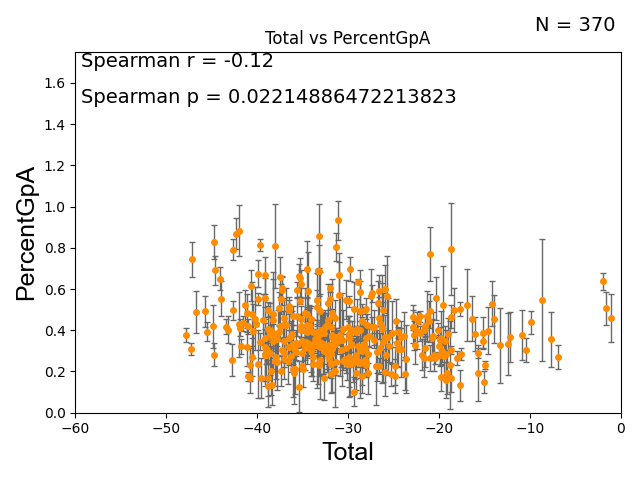 N = 370
Total vs PercentGpA
Spearman r = -0.12
Spearman p = 0.02214886472213823
PercentGpA
1.6
1.4
1.2
1.0
0.8
0.6
0.4
0.2
0.0
−60 −50 −40 −30 −20 −10 0
Total